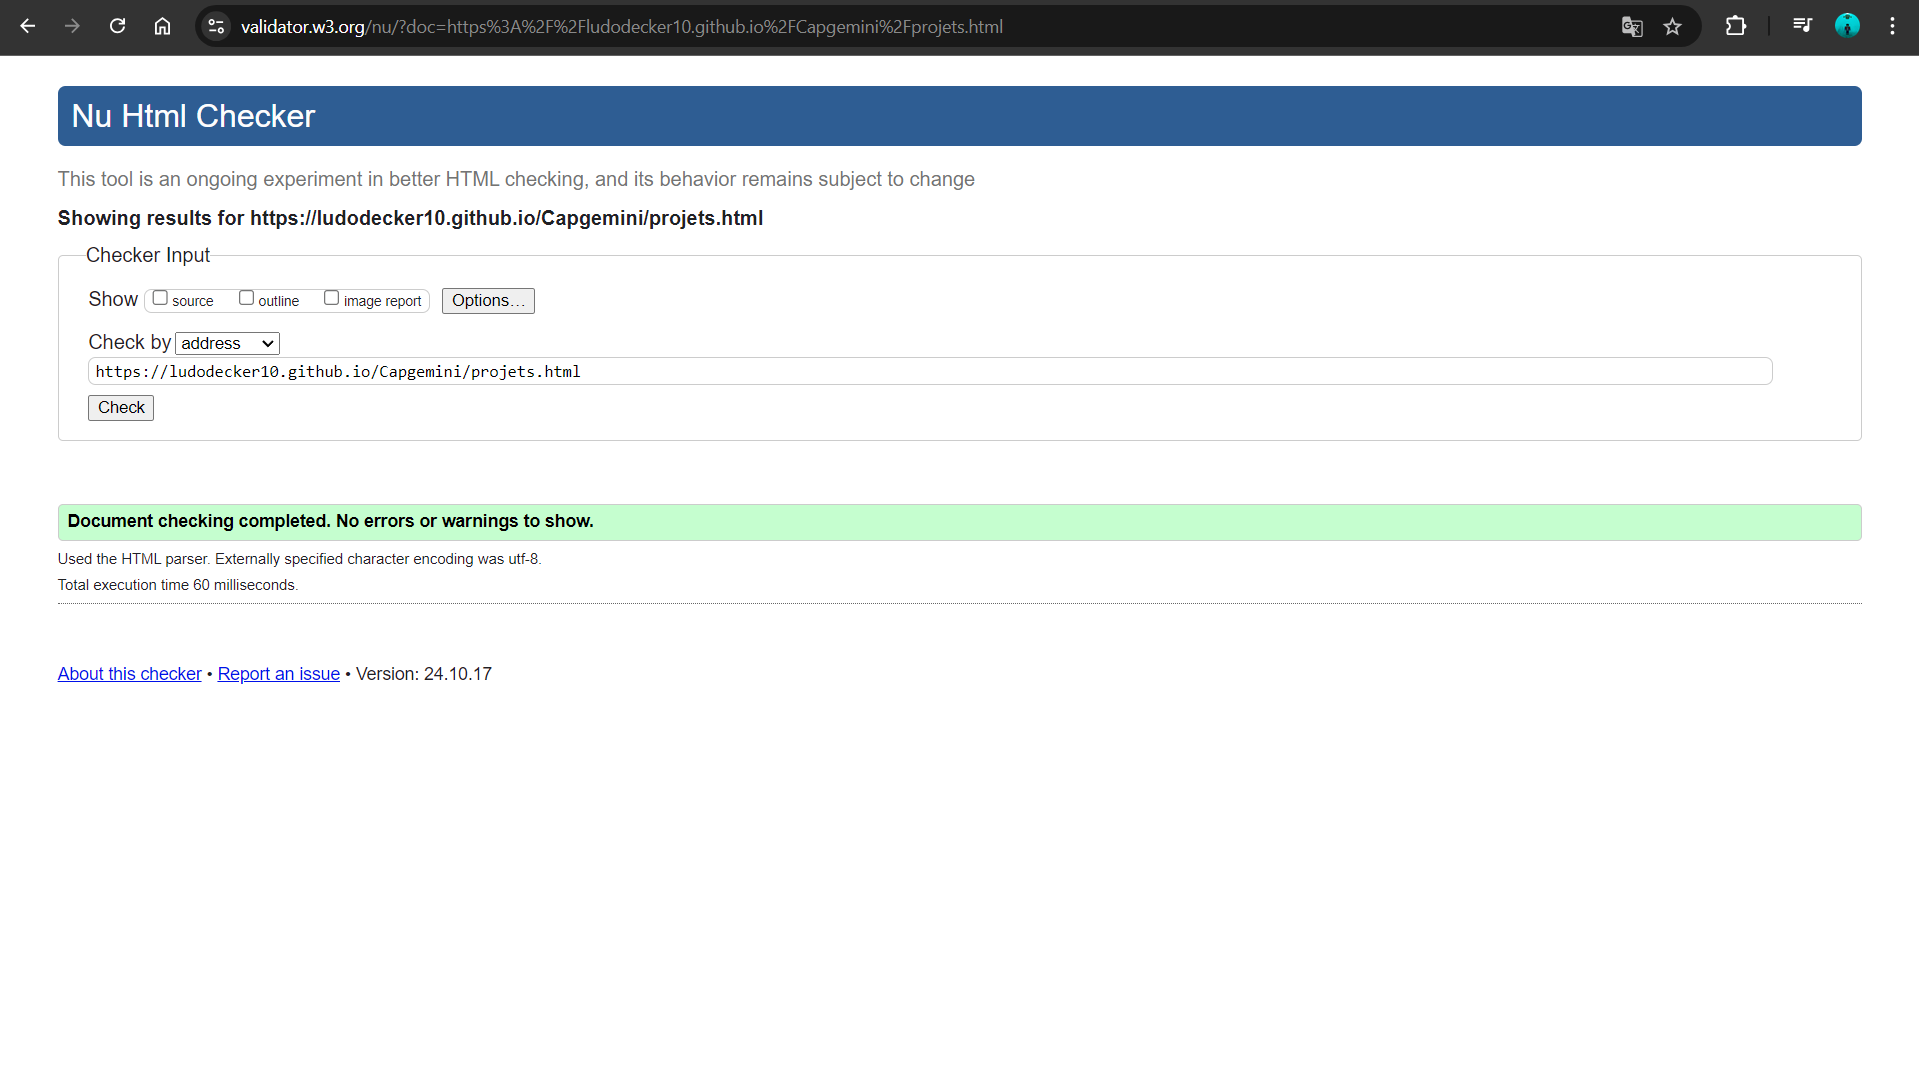 validator.w3.org/nu/?doc=https%3A%2F%2Fludodecker10.github.io%2FCapgemini%2Fprojets.html
Nu Html Checker
This tool is an ongoing experiment in better HTML checking, and its behavior remains subject to change
Showing results for https://ludodecker10.github.io/Capgemini/projets.html
Checker Input
Show source outline image report Options…
Check by address
https://ludodecker10.github.io/Capgemini/projets.html
Check
Document checking completed. No errors or warnings to show.
Used the HTML parser. Externally specified character encoding was utf-8.
Total execution time 60 milliseconds.
About this checker • Report an issue • Version: 24.10.17